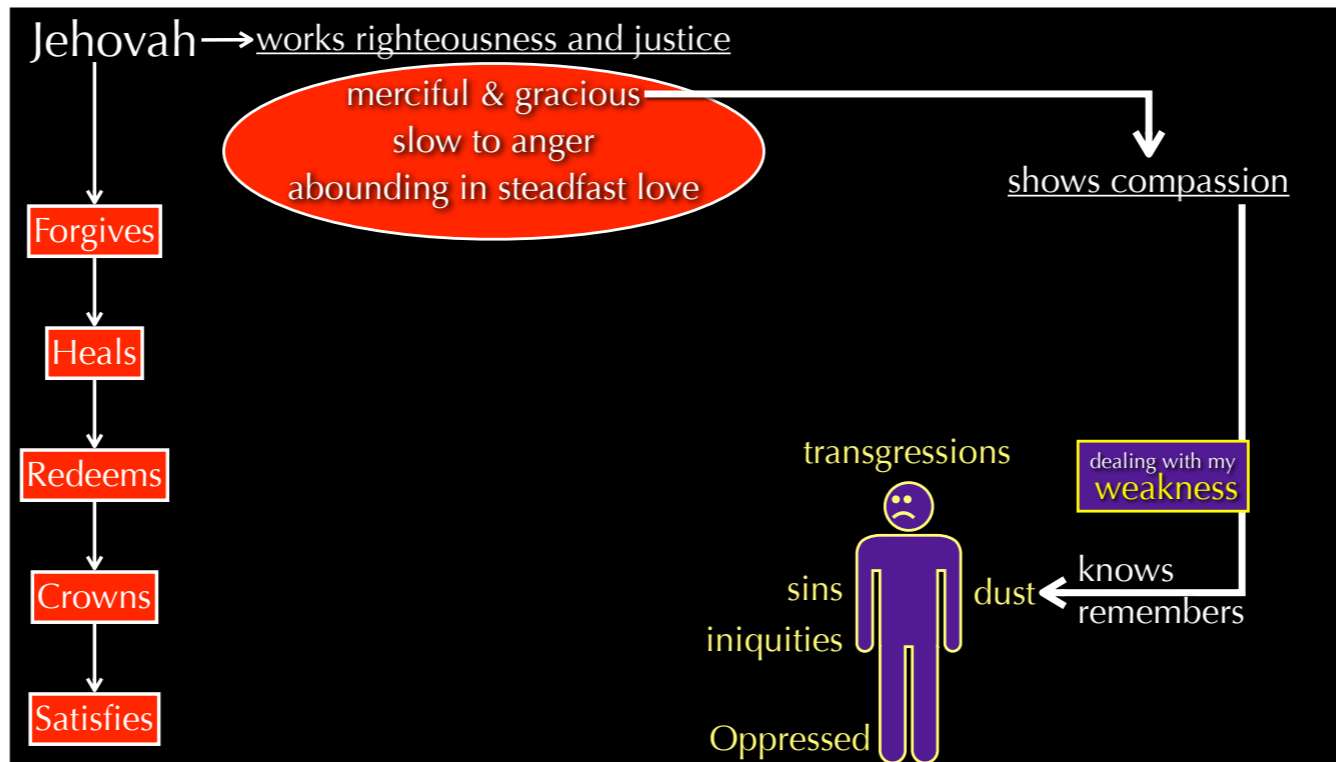 Jehovah
works righteousness and justice
merciful & gracious
slow to anger
abounding in steadfast love
shows compassion
Forgives
Heals
Redeems
Crowns
Satisfies
transgressions
sins
iniquities
Oppressed
dust
dealing with my
weakness
knows
remembers